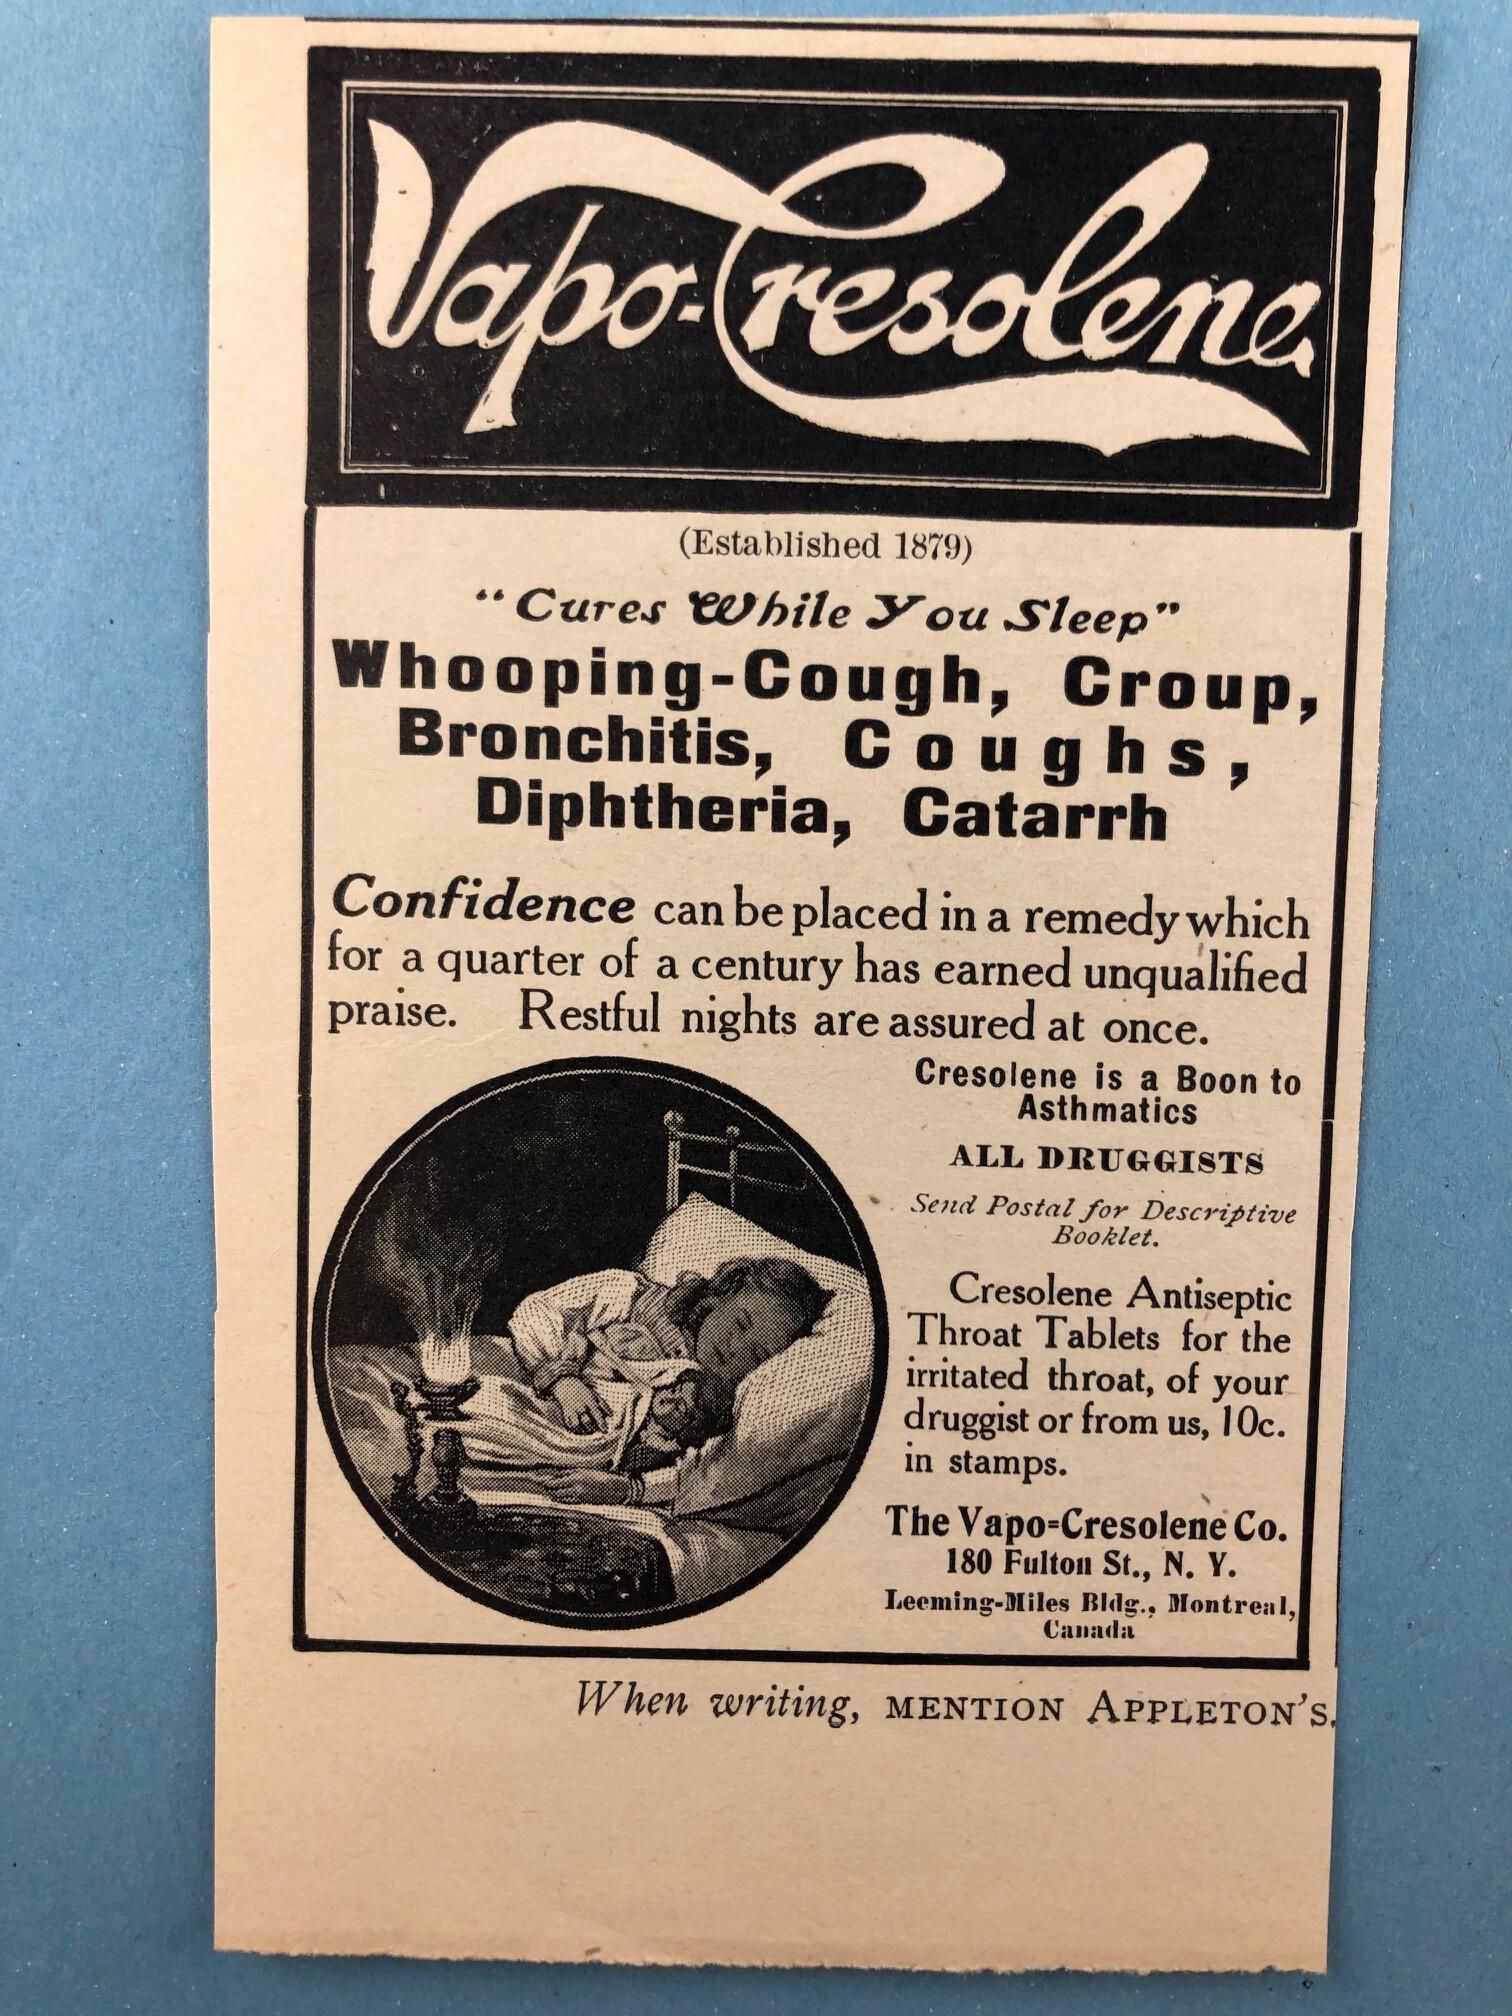 Vapo-Cresolene
(Established 1879)
"Cures While You Sleep"
Whooping-Cough, Croup,
Bronchitis, Coughs,
Diphtheria, Catarrh
Confidence can be placed in a remedy which
for a quarter of a century has earned unqualified
praise. Restful nights are assured at once.
Cresolene is a Boon to
Asthmatics
ALL DRUGGISTS
Send Postal for Descriptive
Booklet.
Cresolene Antiseptic
Throat Tablets for the
irritated throat, of your
druggist or from us, 10c.
in stamps.
The Vapo=Cresolene Co.
180 Fulton St., N. Y.
Leeming-Miles Bldg., Montreal,
Canada
When writing, MENTION APPLETON'S.